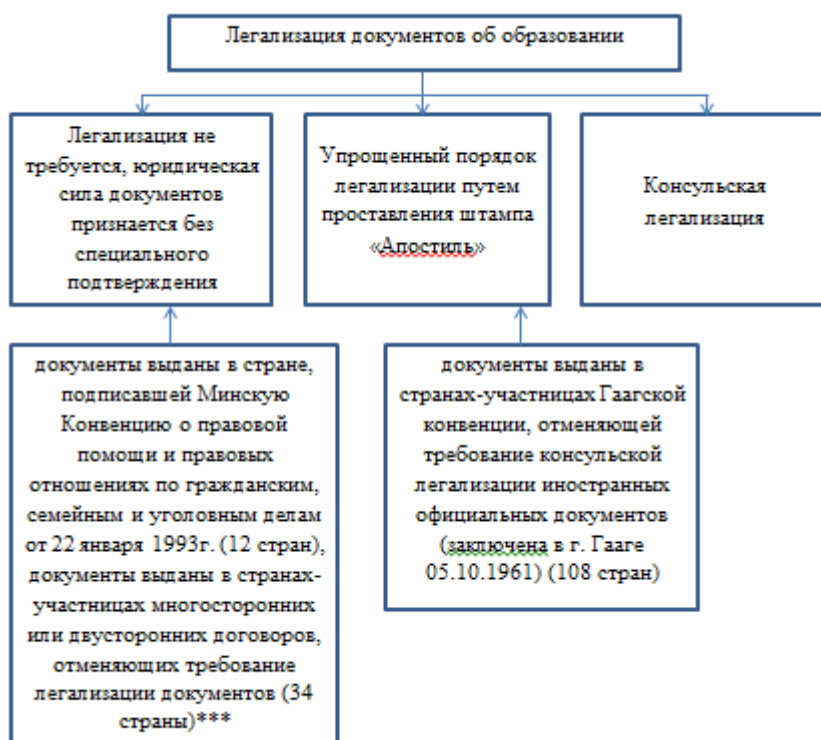 Легализация документов об образовании
Легализация не
требуется, юридическая
сила документов
признается без
специального
подтверждения
Упрощенный порядок
легализации путем
проставления штампа
«Апостиль»
Консульская
легализация
документы выданы в стране,
подписавшей Минскую
Конвенцию о правовой
помощи и правовых
отношениях по гражданским,
семейным и уголовным делам
от 22 января 1993г. (12 стран),
документы выданы в странах-
участницах многосторонних
или двусторонних договоров,
отменяющих требование
легализации документов (34
страны)***
документы выданы в
странах-участницах Гаагской
конвенции, отменяющей
требование консульской
легализации иностранных
официальных документов
(заключена в г. Гааге
05.10.1961) (108 стран)